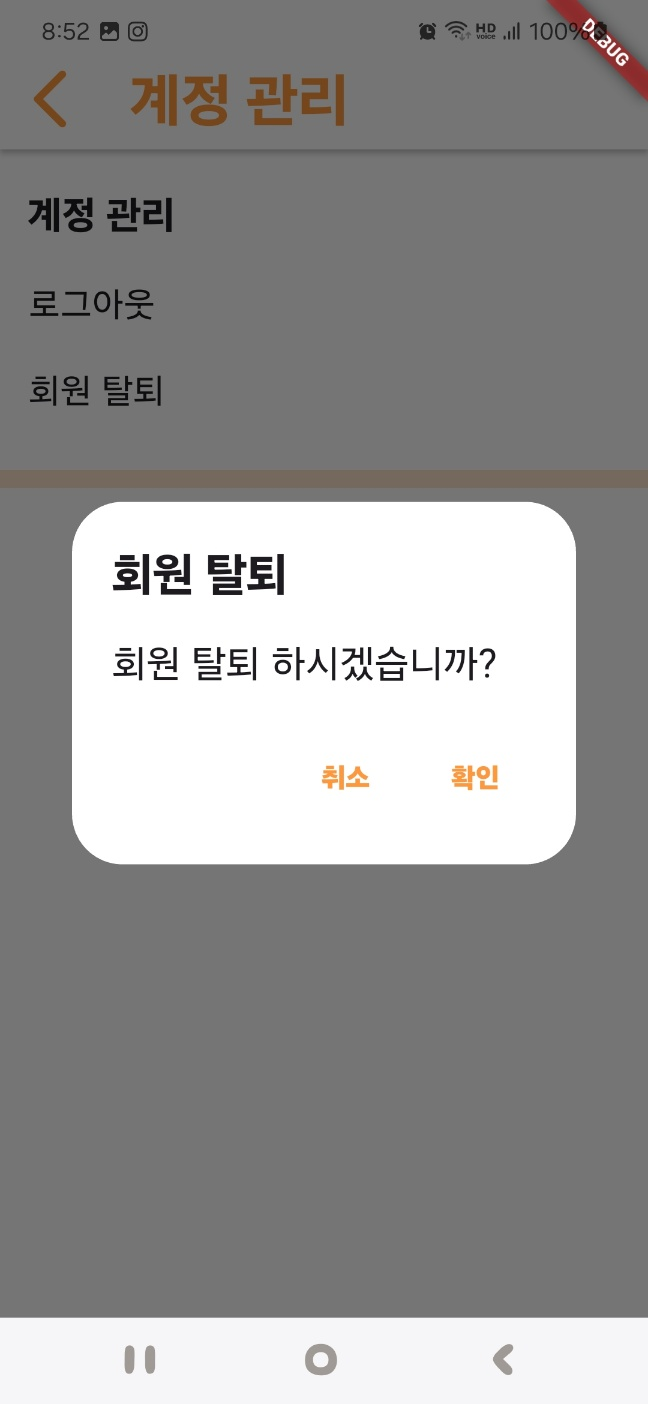 8:52
HD voice
100%
DEBUG
계정 관리
계정 관리
로그아웃
회원 탈퇴
회원 탈퇴
회원 탈퇴 하시겠습니까?
취소
확인